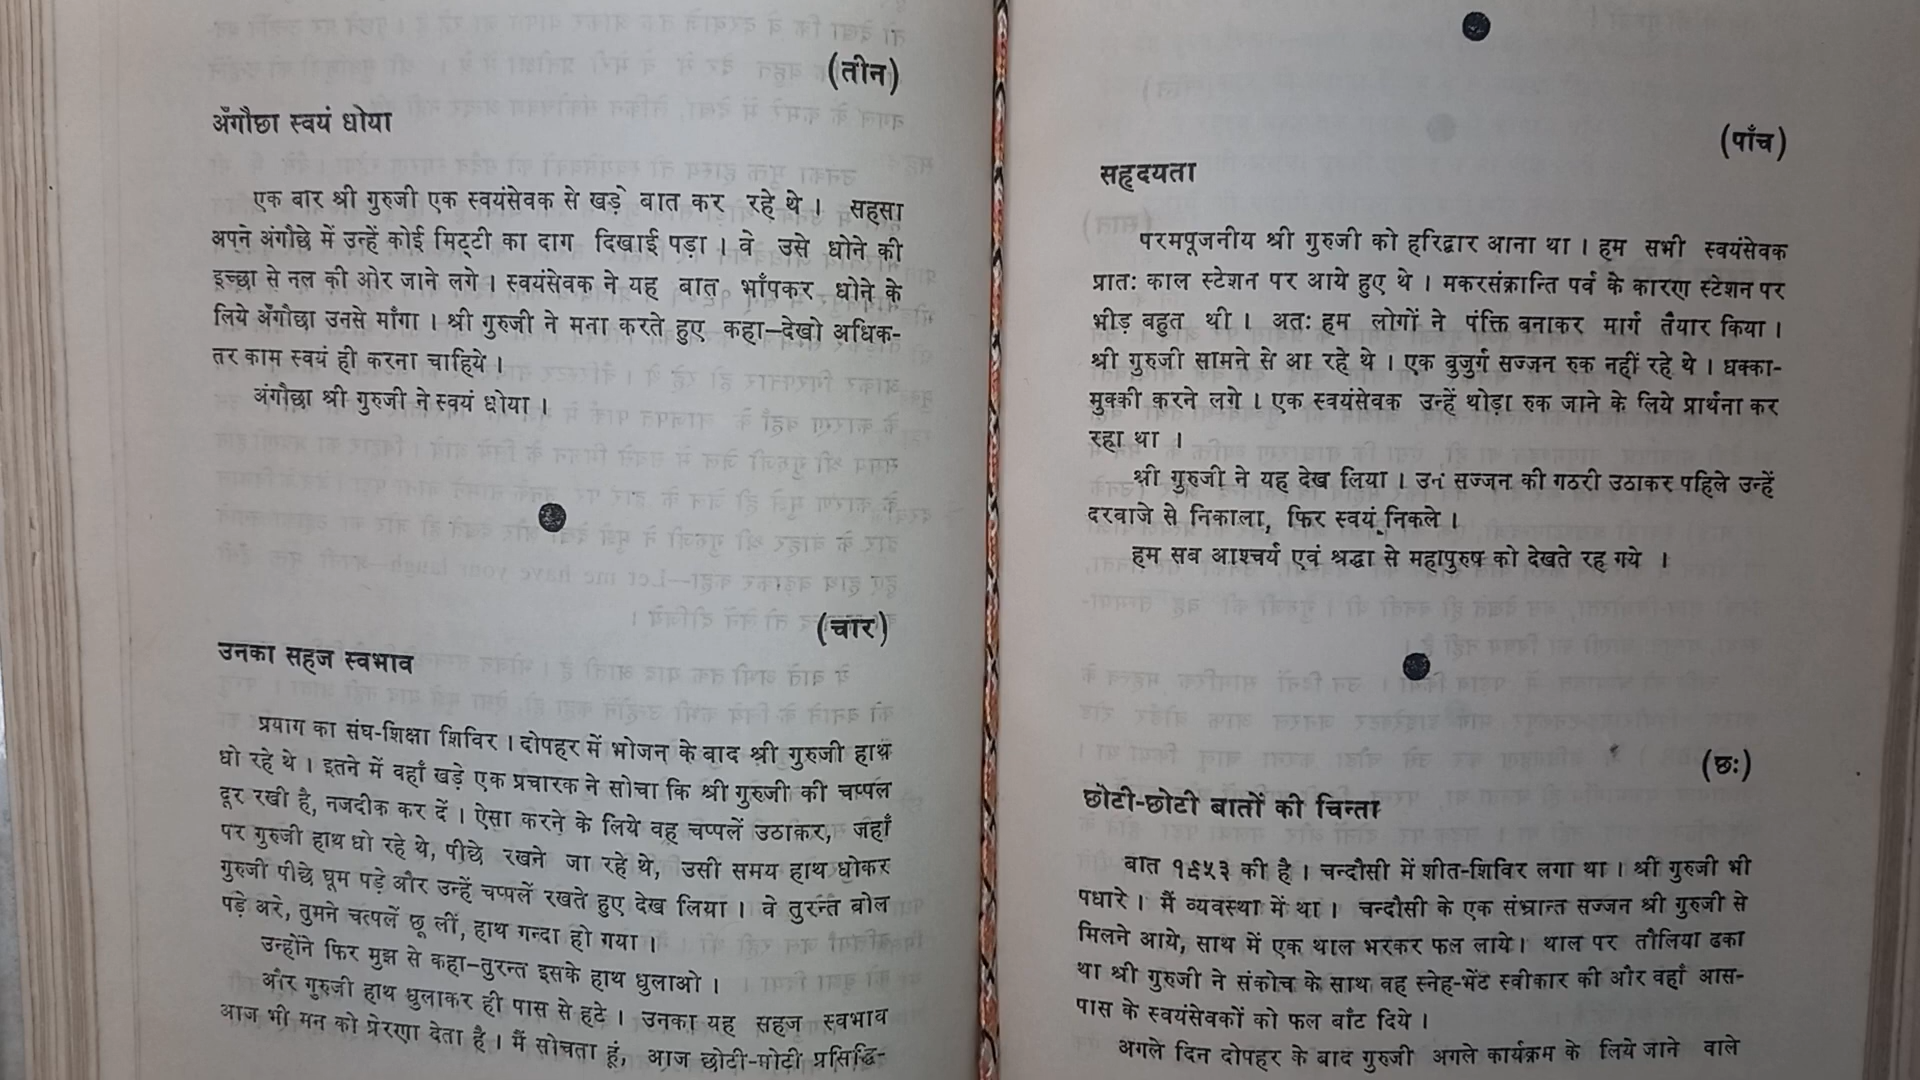 (तीन)
अँगौछा स्वयं धोया
एक बार श्री गुरुजी एक स्वयंसेवक से खड़े बात कर रहे थे । सहसा
अपने अंगौछे में उन्हें कोई मिट्टी का दाग दिखाई पड़ा । वे उसे धोने की
इच्छा से नल की ओर जाने लगे । स्वयंसेवक ने यह बात भाँपकर धोने के
लिये अँगौछा उनसे माँगा । श्री गुरुजी ने मना करते हुए कहा—देखो अधिक-
तर काम स्वयं ही करना चाहिये ।
अंगौछा श्री गुरुजी ने स्वयं धोया ।
(चार)
उनका सहज स्वभाव
प्रयाग का संघ-शिक्षा शिविर । दोपहर में भोजन के बाद श्री गुरुजी हाथ
धो रहे थे । इतने में वहाँ खड़े एक प्रचारक ने सोचा कि श्री गुरुजी की चप्पल
दूर रखी है, नजदीक कर दें । ऐसा करने के लिये वह चप्पलें उठाकर, जहाँ
पर गुरुजी हाथ धो रहे थे, पीछे रखने जा रहे थे, उसी समय हाथ धोकर
गुरुजी पीछे घूम पड़े और उन्हें चप्पलें रखते हुए देख लिया । वे तुरन्त बोल
पड़े अरे, तुमने चत्पलें छू लीं, हाथ गन्दा हो गया ।
उन्होंने फिर मुझ से कहा—तुरन्त इसके हाथ धुलाओ ।
और गुरुजी हाथ धुलाकर ही पास से हटे । उनका यह सहज स्वभाव
आज भी मन को प्रेरणा देता है । मैं सोचता हूं, आज छोटी-मोटी प्रसिद्धि-
(पाँच)
सहृदयता
परमपूजनीय श्री गुरुजी को हरिद्वार आना था । हम सभी स्वयंसेवक
प्रातः काल स्टेशन पर आये हुए थे । मकरसंक्रान्ति पर्व के कारण स्टेशन पर
भीड़ बहुत थी । अतः हम लोगों ने पंक्ति बनाकर मार्ग तैयार किया ।
श्री गुरुजी सामने से आ रहे थे । एक बुजुर्ग सज्जन रुक नहीं रहे थे । धक्का-
मुक्की करने लगे । एक स्वयंसेवक उन्हें थोड़ा रुक जाने के लिये प्रार्थना कर
रहा था ।
श्री गुरुजी ने यह देख लिया । उन सज्जन की गठरी उठाकर पहिले उन्हें
दरवाजे से निकाला, फिर स्वयं निकले ।
हम सब आश्चर्य एवं श्रद्धा से महापुरुष को देखते रह गये ।
(छः)
छोटी-छोटी बातों की चिन्ता
बात १९५३ की है । चन्दौसी में शीत-शिविर लगा था । श्री गुरुजी भी
पधारे । मैं व्यवस्था में था । चन्दौसी के एक संभ्रान्त सज्जन श्री गुरुजी से
मिलने आये, साथ में एक थाल भरकर फल लाये। थाल पर तौलिया ढका
था श्री गुरुजी ने संकोच के साथ वह स्नेह-भेंट स्वीकार की और वहाँ आस-
पास के स्वयंसेवकों को फल बाँट दिये ।
अगले दिन दोपहर के बाद गुरुजी अगले कार्यक्रम के लिये जाने वाले